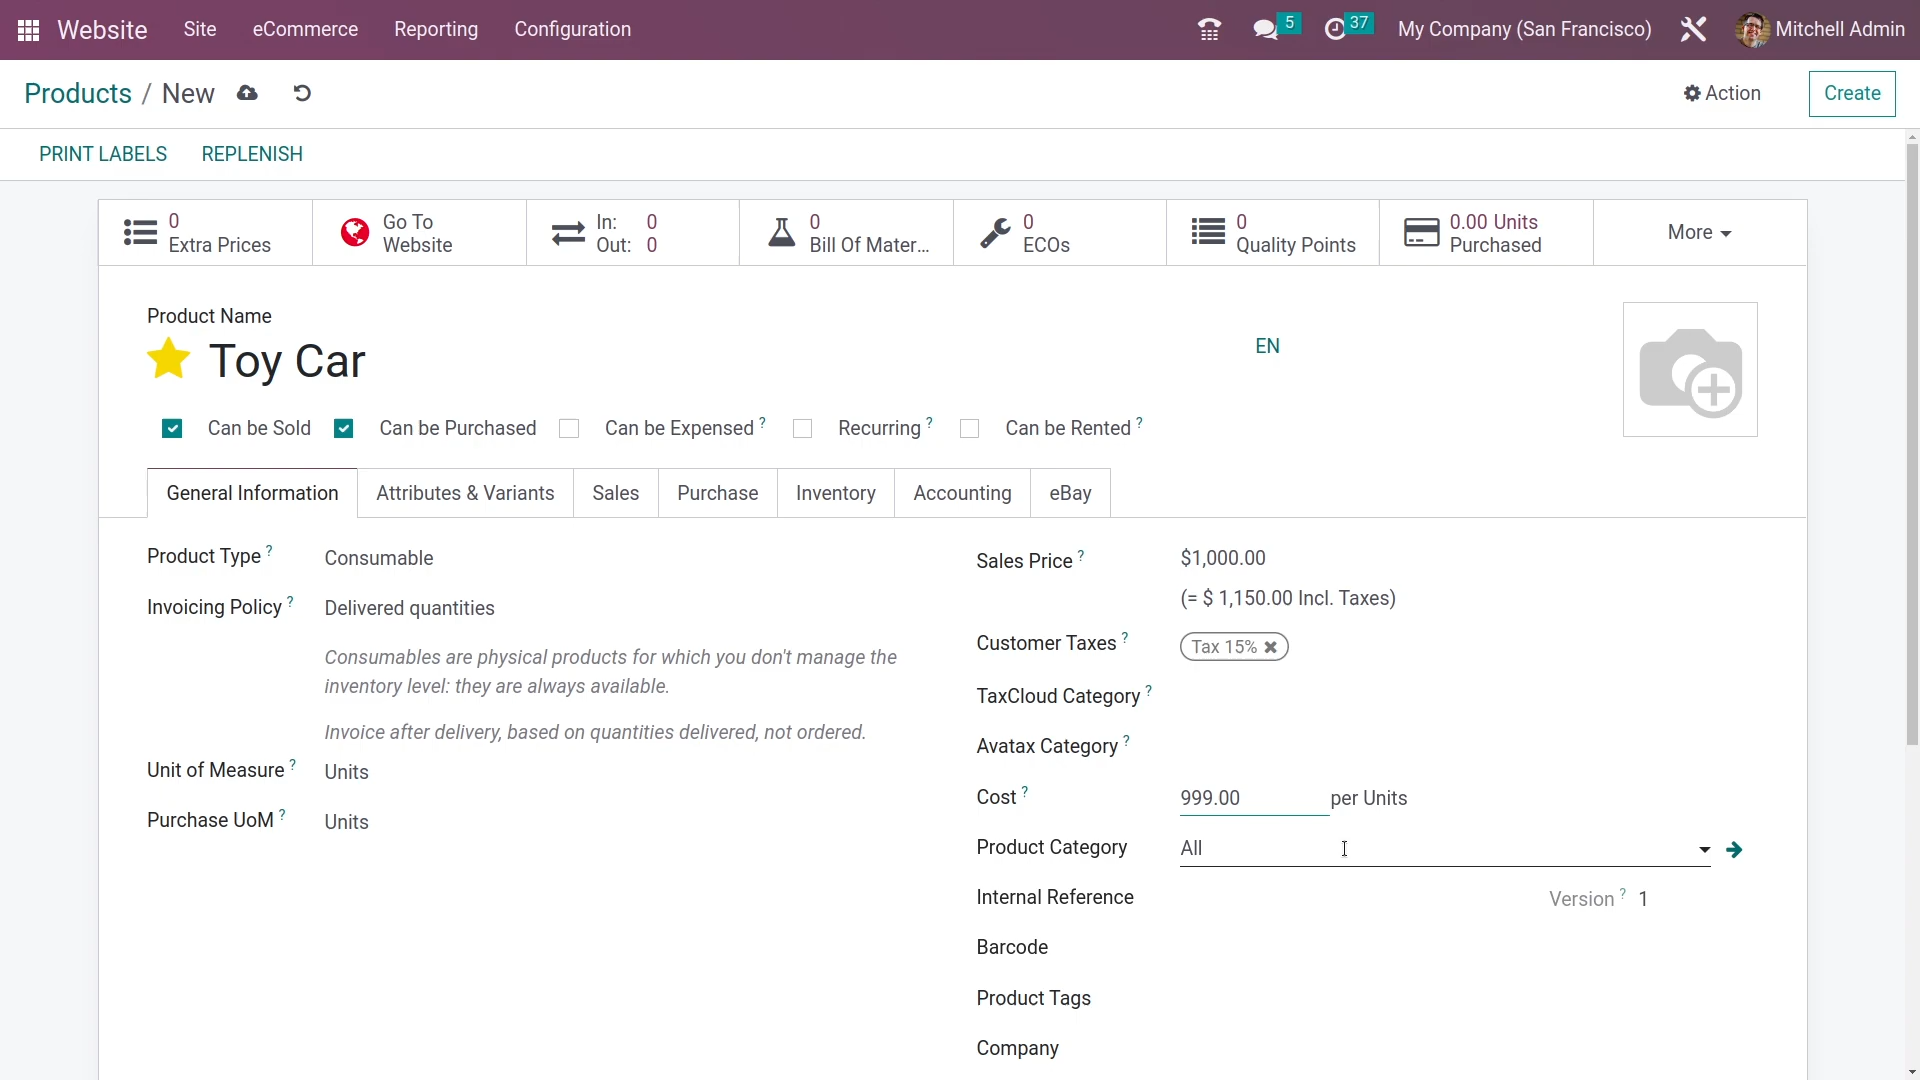 Website Site eCommerce Reporting Configuration 5 37 My Company (San Francisco) Mitchell Admin
Products / New Action Create
PRINT LABELS REPLENISH
0 Extra Prices
Go To Website
In: 0
Out: 0
0 Bill Of Mater...
0 ECOs
0 Quality Points
0.00 Units Purchased
More
Product Name
Toy Car EN
Can be Sold Can be Purchased Can be Expensed ? Recurring ? Can be Rented ?
General Information Attributes & Variants Sales Purchase Inventory Accounting eBay
Product Type ? Consumable
Invoicing Policy ? Delivered quantities
Consumables are physical products for which you don't manage the
inventory level: they are always available.
Invoice after delivery, based on quantities delivered, not ordered.
Unit of Measure ? Units
Purchase UoM ? Units
Sales Price ? $1,000.00
(= $ 1,150.00 Incl. Taxes)
Customer Taxes ? Tax 15%
TaxCloud Category ?
Avatax Category ?
Cost ? 999.00 per Units
Product Category All
Internal Reference Version ? 1
Barcode
Product Tags
Company